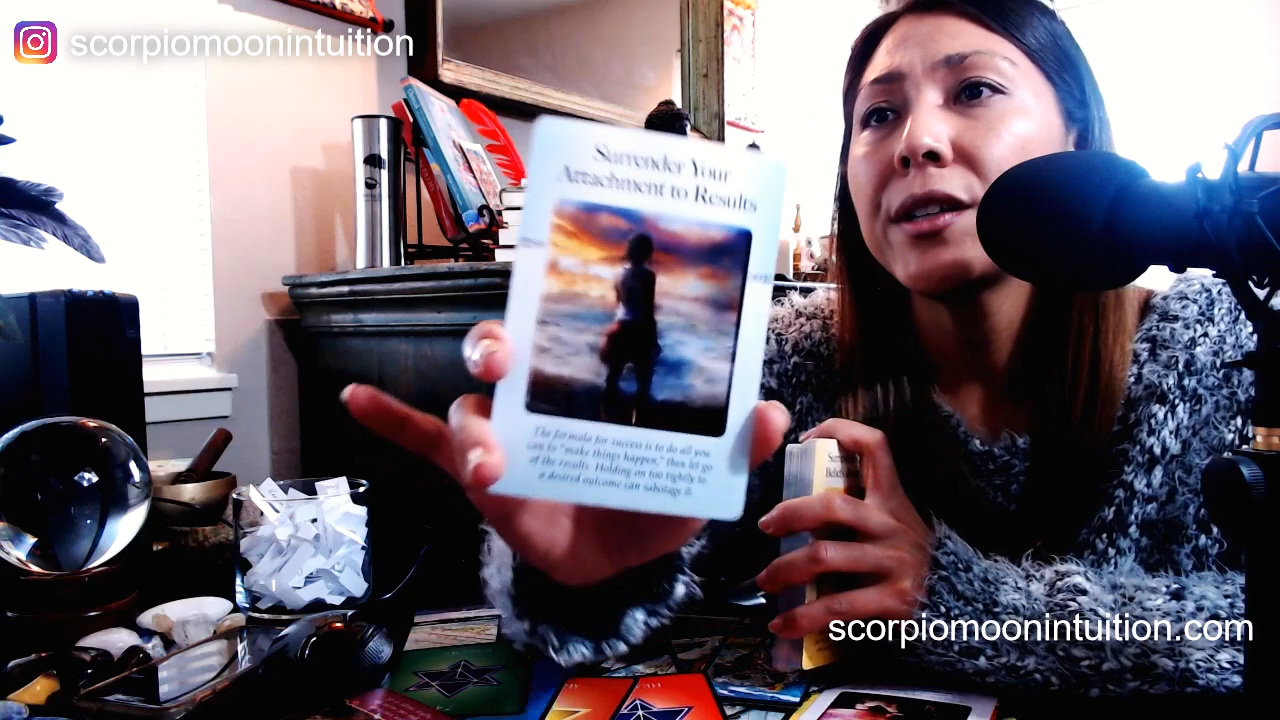 scorpiomoonintuition
Surrender Your
Attachment to Results
The formula for success is to do all you
can to "make things happen," then let go
of the results. Holding on too tightly to
a desired outcome can sabotage it.
scorpiomoonintuition.com